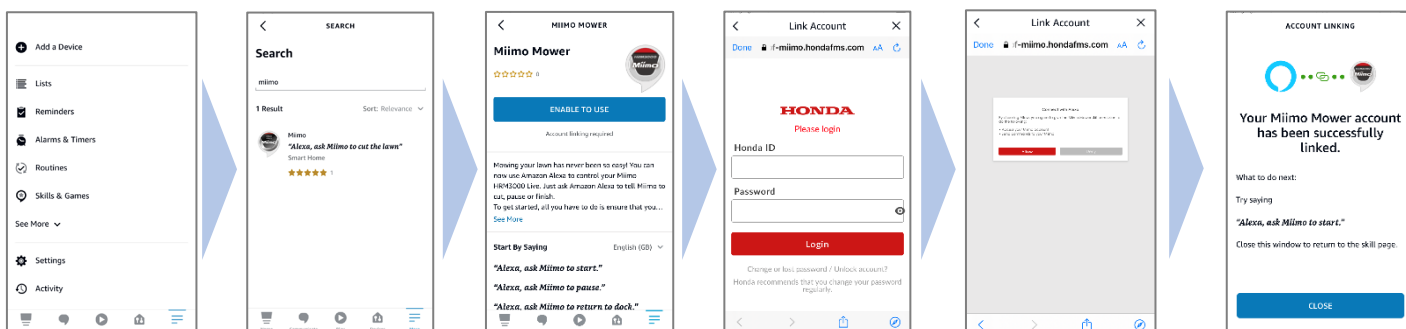 Add a Device
Lists
Reminders
Alarms & Timers
Routines
Skills & Games
See More
Settings
Activity
SEARCH
Search
miimo
1 Result
Sort: Relevance
Miimo
"Alexa, ask Miimo to cut the lawn"
Smart Home
1
MIIMO MOWER
Miimo Mower
Miimo
ENABLE TO USE
Account linking required
Mowing your lawn has never been so easy! You can
now use Amazon Alexa to control your Miimo
HRM3000 Live. Just ask Amazon Alexa to tell Miimo to
cut, pause or finish.
To get started, all you have to do is ensure that you...
See More
Start By Saying
English (GB)
"Alexa, ask Miimo to start."
"Alexa, ask Miimo to pause."
"Alexa, ask Miimo to return to dock."
Link Account
Done
if-miimo.hondafms.com
AA
HONDA
Please login
Honda ID
Password
Login
Change or lost password / Unlock account?
Honda recommends that you change your password
regularly.
Link Account
Done
if-miimo.hondafms.com
AA
Connect with Alexa
ACCOUNT LINKING
Your Miimo Mower account
has been successfully
linked.
What to do next:
Try saying
"Alexa, ask Miimo to start."
Close this window to return to the skill page.
CLOSE